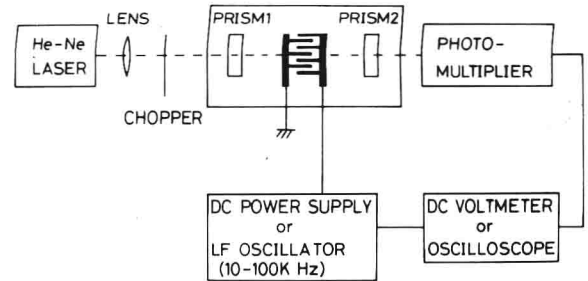 He-Ne
LASER
LENS
CHOPPER
PRISM1
PRISM2
PHOTO-
MULTIPLIER
DC POWER SUPPLY
or
LF OSCILLATOR
(10-100K Hz)
DC VOLTMETER
or
OSCILLOSCOPE